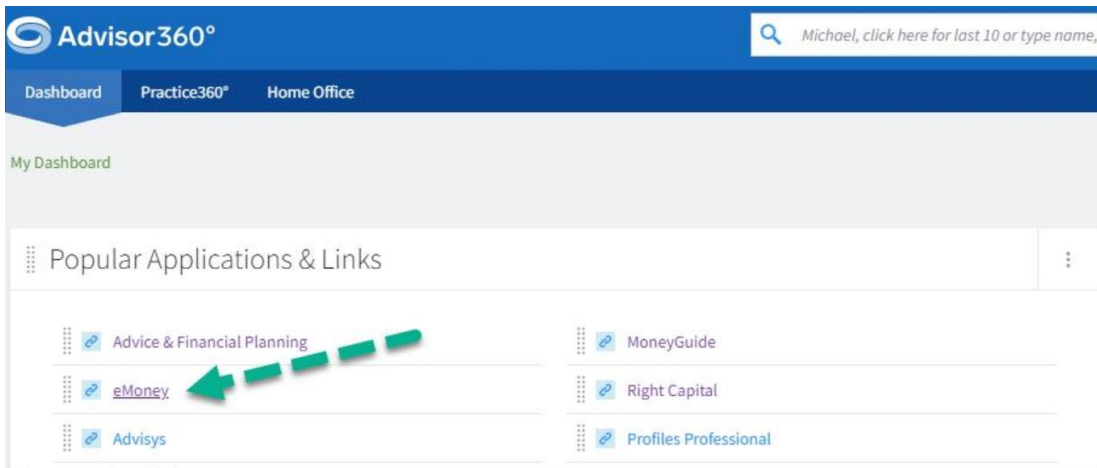 Advisor360°
Michael, click here for last 10 or type name,
Dashboard Practice360° Home Office
My Dashboard
Popular Applications & Links
Advice & Financial Planning MoneyGuide
eMoney Right Capital
Advisys Profiles Professional